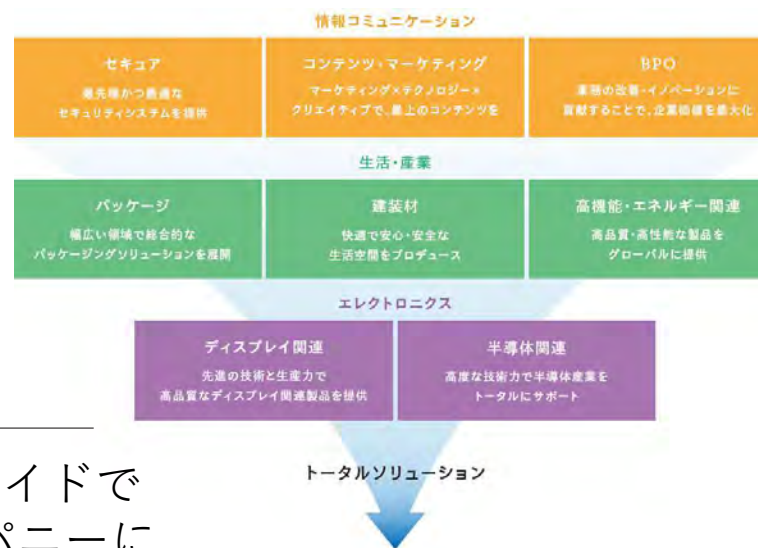 情報コミュニケーション
セキュア
最先端かつ最適な
セキュリティシステムを提供
コンテンツ・マーケティング
マーケティング×テクノロジー×
クリエイティブで、最上のコンテンツを
BPO
業務の改善・イノベーションに
貢献することで、企業価値を最大化
生活・産業
パッケージ
幅広い領域で総合的な
パッケージングソリューションを展開
建装材
快適で安心・安全な
生活空間をプロデュース
高機能・エネルギー関連
高品質・高性能な製品を
グローバルに提供
エレクトロニクス
ディスプレイ関連
先進の技術と生産力で
高品質なディスプレイ関連製品を提供
半導体関連
高度な技術力で半導体産業を
トータルにサポート
トータルソリューション
イドで
パニーに